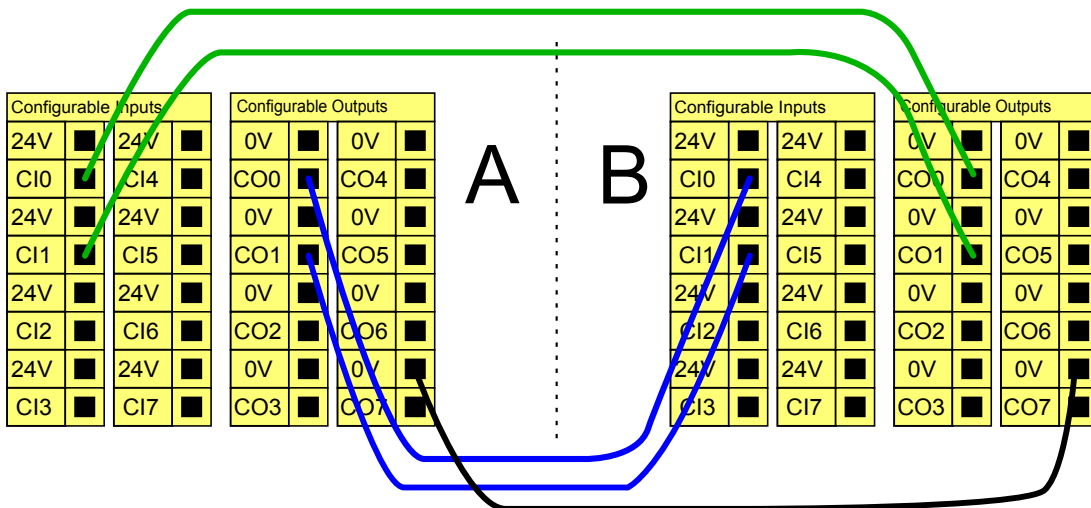 Configurable Inputs
24V 24V
CI0 CI4
24V 24V
CI1 CI5
24V 24V
CI2 CI6
24V 24V
CI3 CI7
Configurable Outputs
0V 0V
CO0 CO4
0V 0V
CO1 CO5
0V 0V
CO2 CO6
0V 0V
CO3 CO7
A
B
Configurable Inputs
24V 24V
CI0 CI4
24V 24V
CI1 CI5
24V 24V
CI2 CI6
24V 24V
CI3 CI7
Configurable Outputs
0V 0V
CO0 CO4
0V 0V
CO1 CO5
0V 0V
CO2 CO6
0V 0V
CO3 CO7